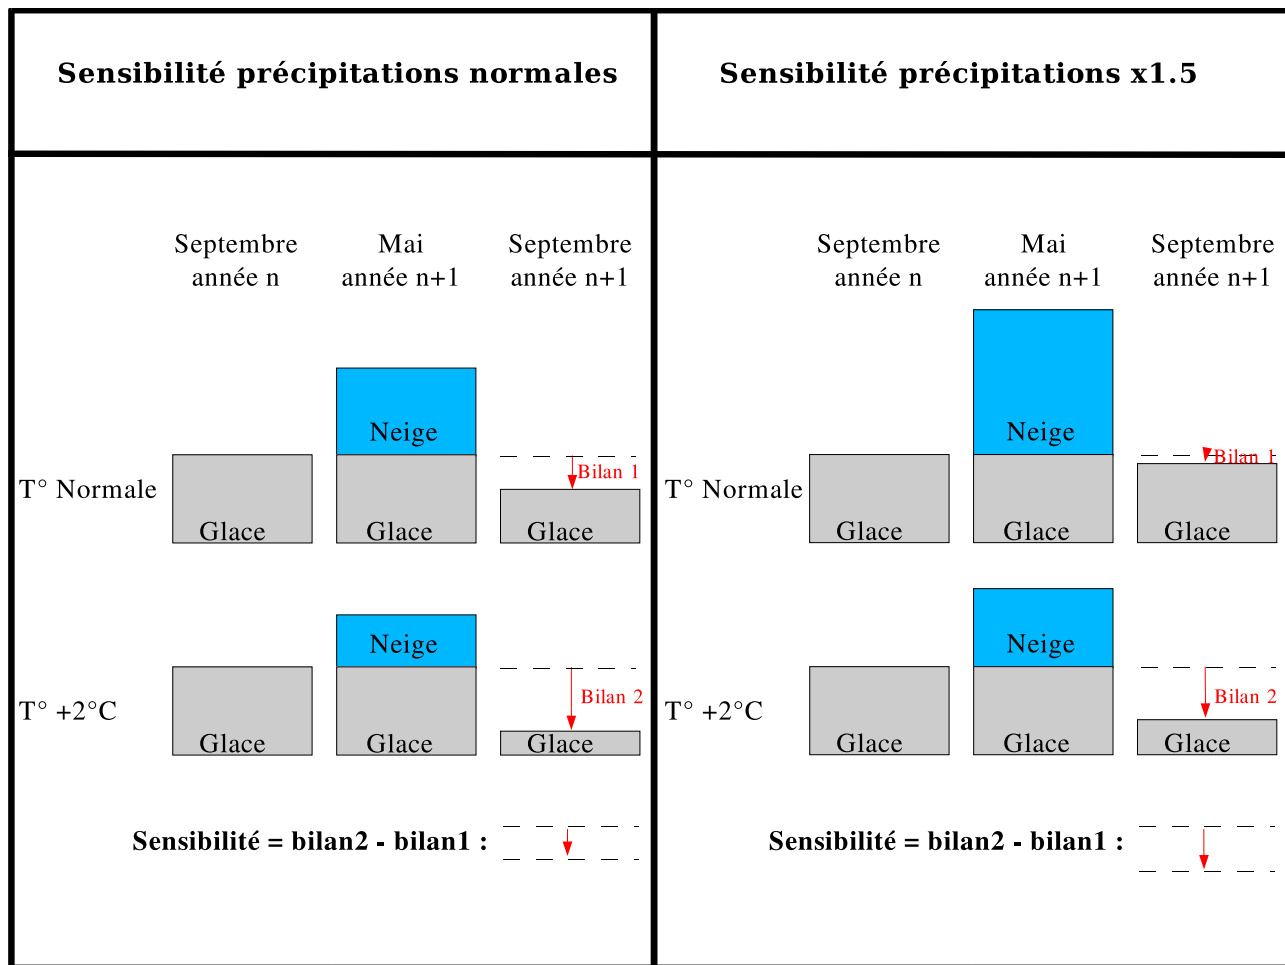 Sensibilité précipitations normales
Sensibilité précipitations x1.5
Septembre
année n
Mai
année n+1
Septembre
année n+1
Septembre
année n
Mai
année n+1
Septembre
année n+1
T° Normale
Glace
Neige
Glace
Bilan 1
Glace
T° Normale
Glace
Neige
Glace
Bilan 1
Glace
T° +2°C
Glace
Neige
Glace
Bilan 2
Glace
T° +2°C
Glace
Neige
Glace
Bilan 2
Glace
Sensibilité = bilan2 - bilan1 :
Sensibilité = bilan2 - bilan1 :